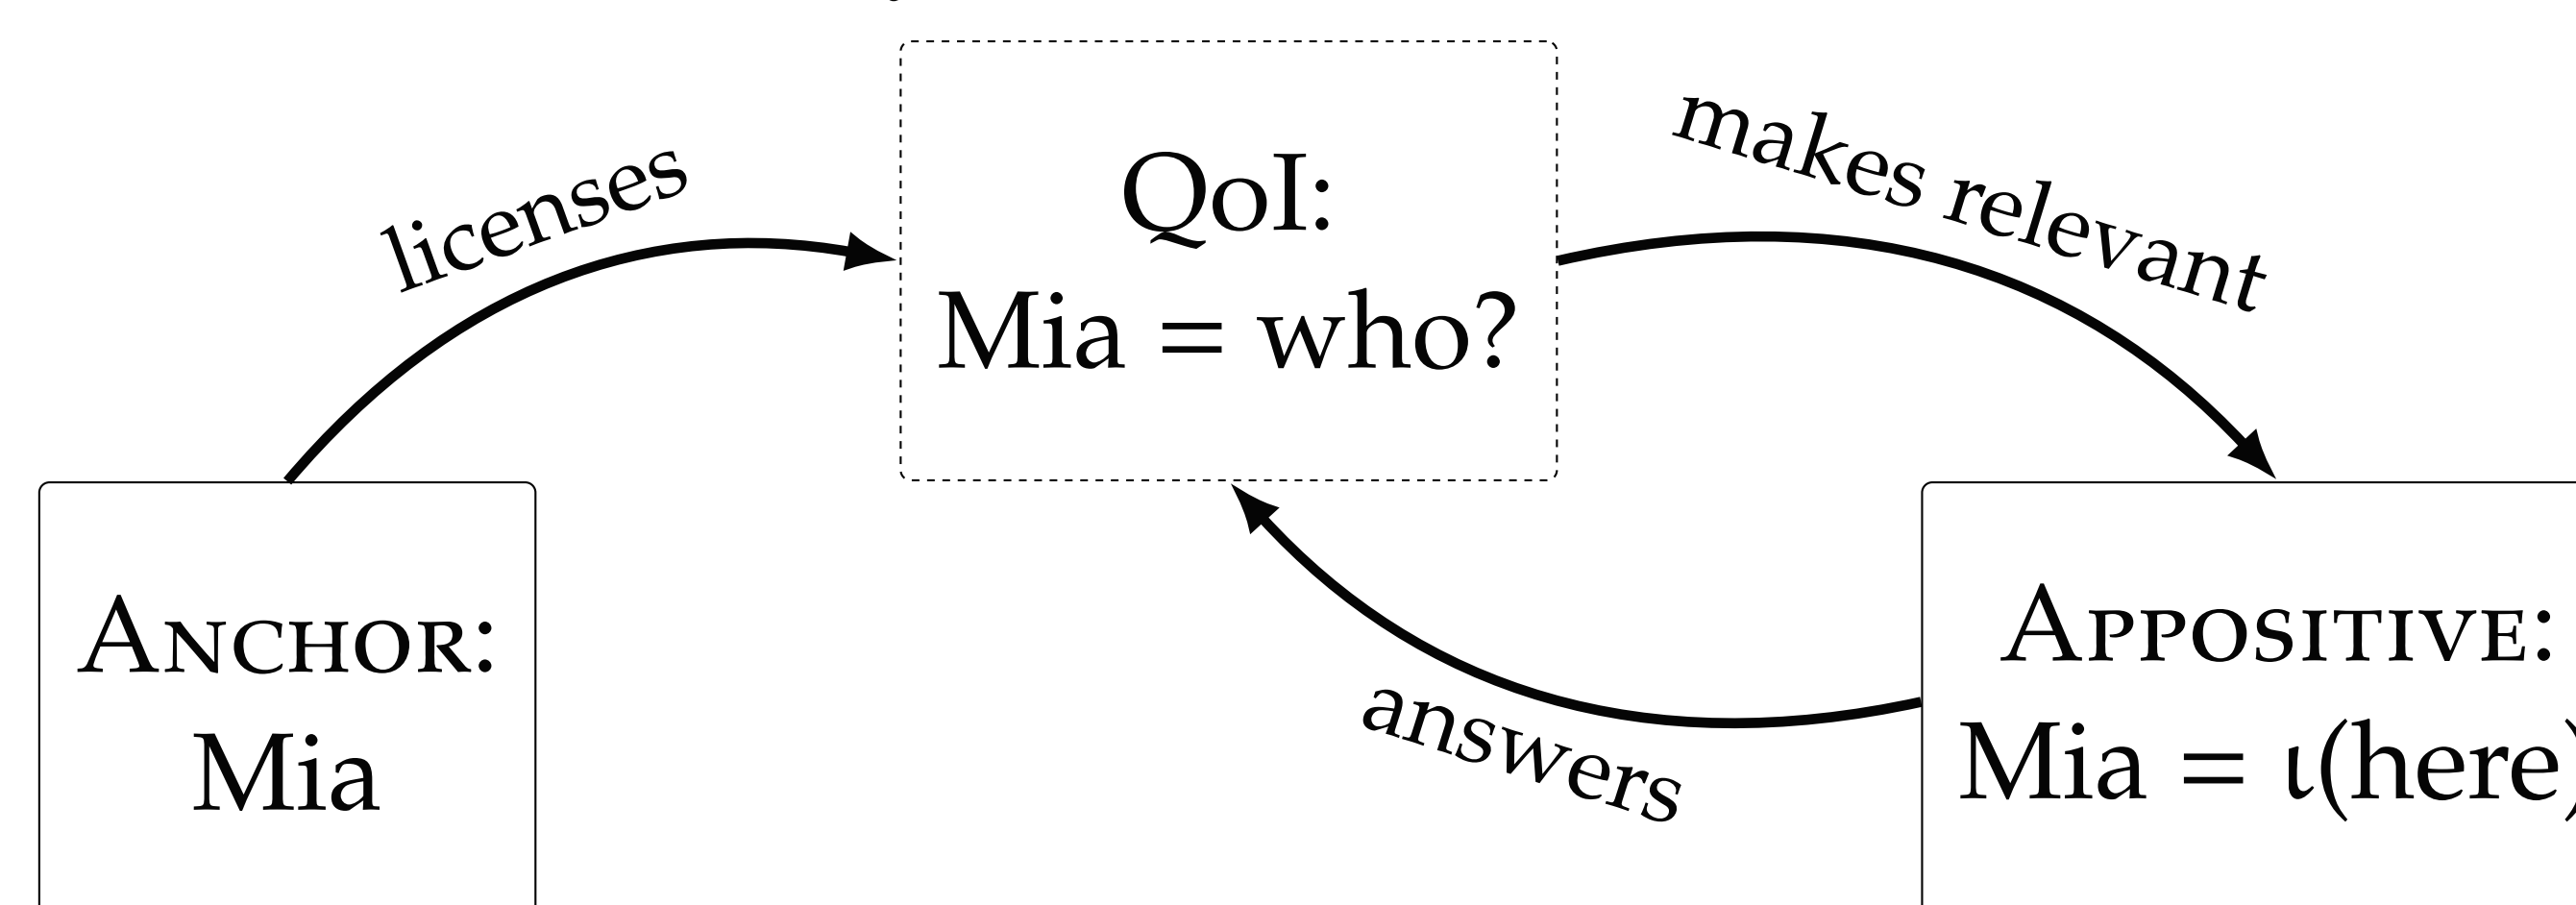 licenses
QoI:
Mia = who?
makes relevant
Anchor:
Mia
answers
Appositive:
Mia = ι(here)